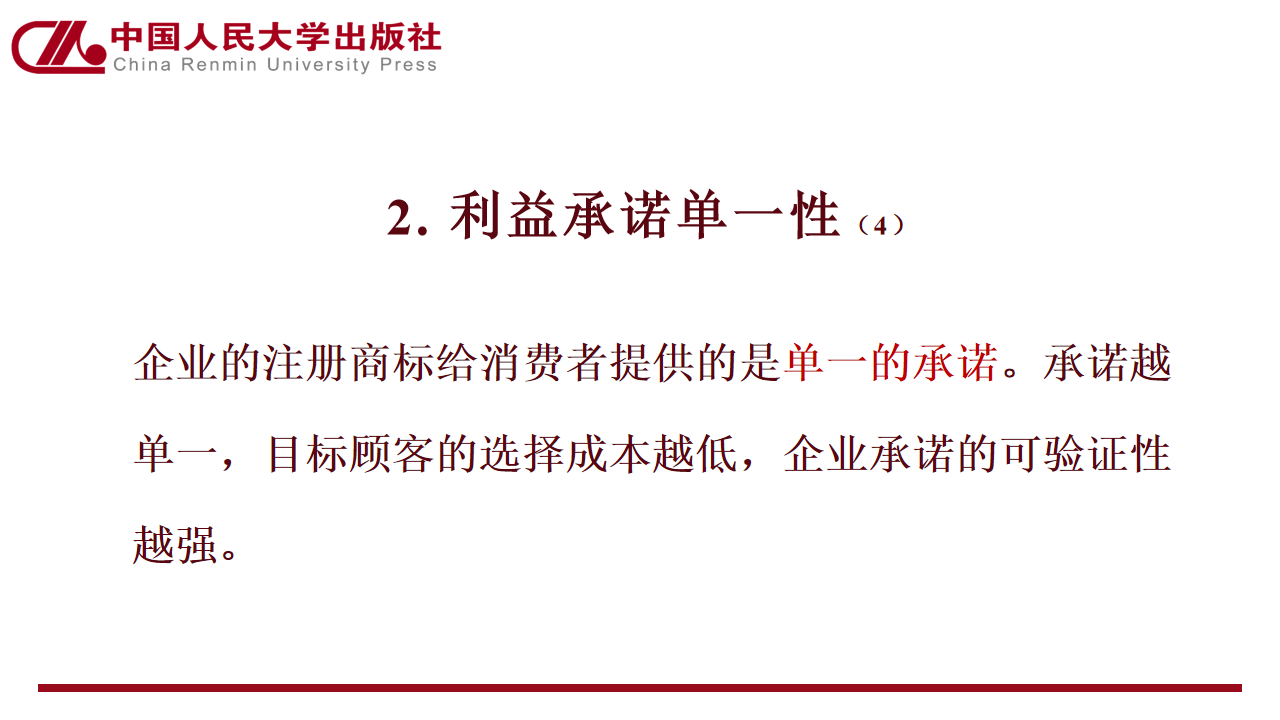 中国人民大学出版社
China Renmin University Press
2. 利益承诺单一性（4）
企业的注册商标给消费者提供的是单一的承诺。承诺越
单一，目标顾客的选择成本越低，企业承诺的可验证性
越强。